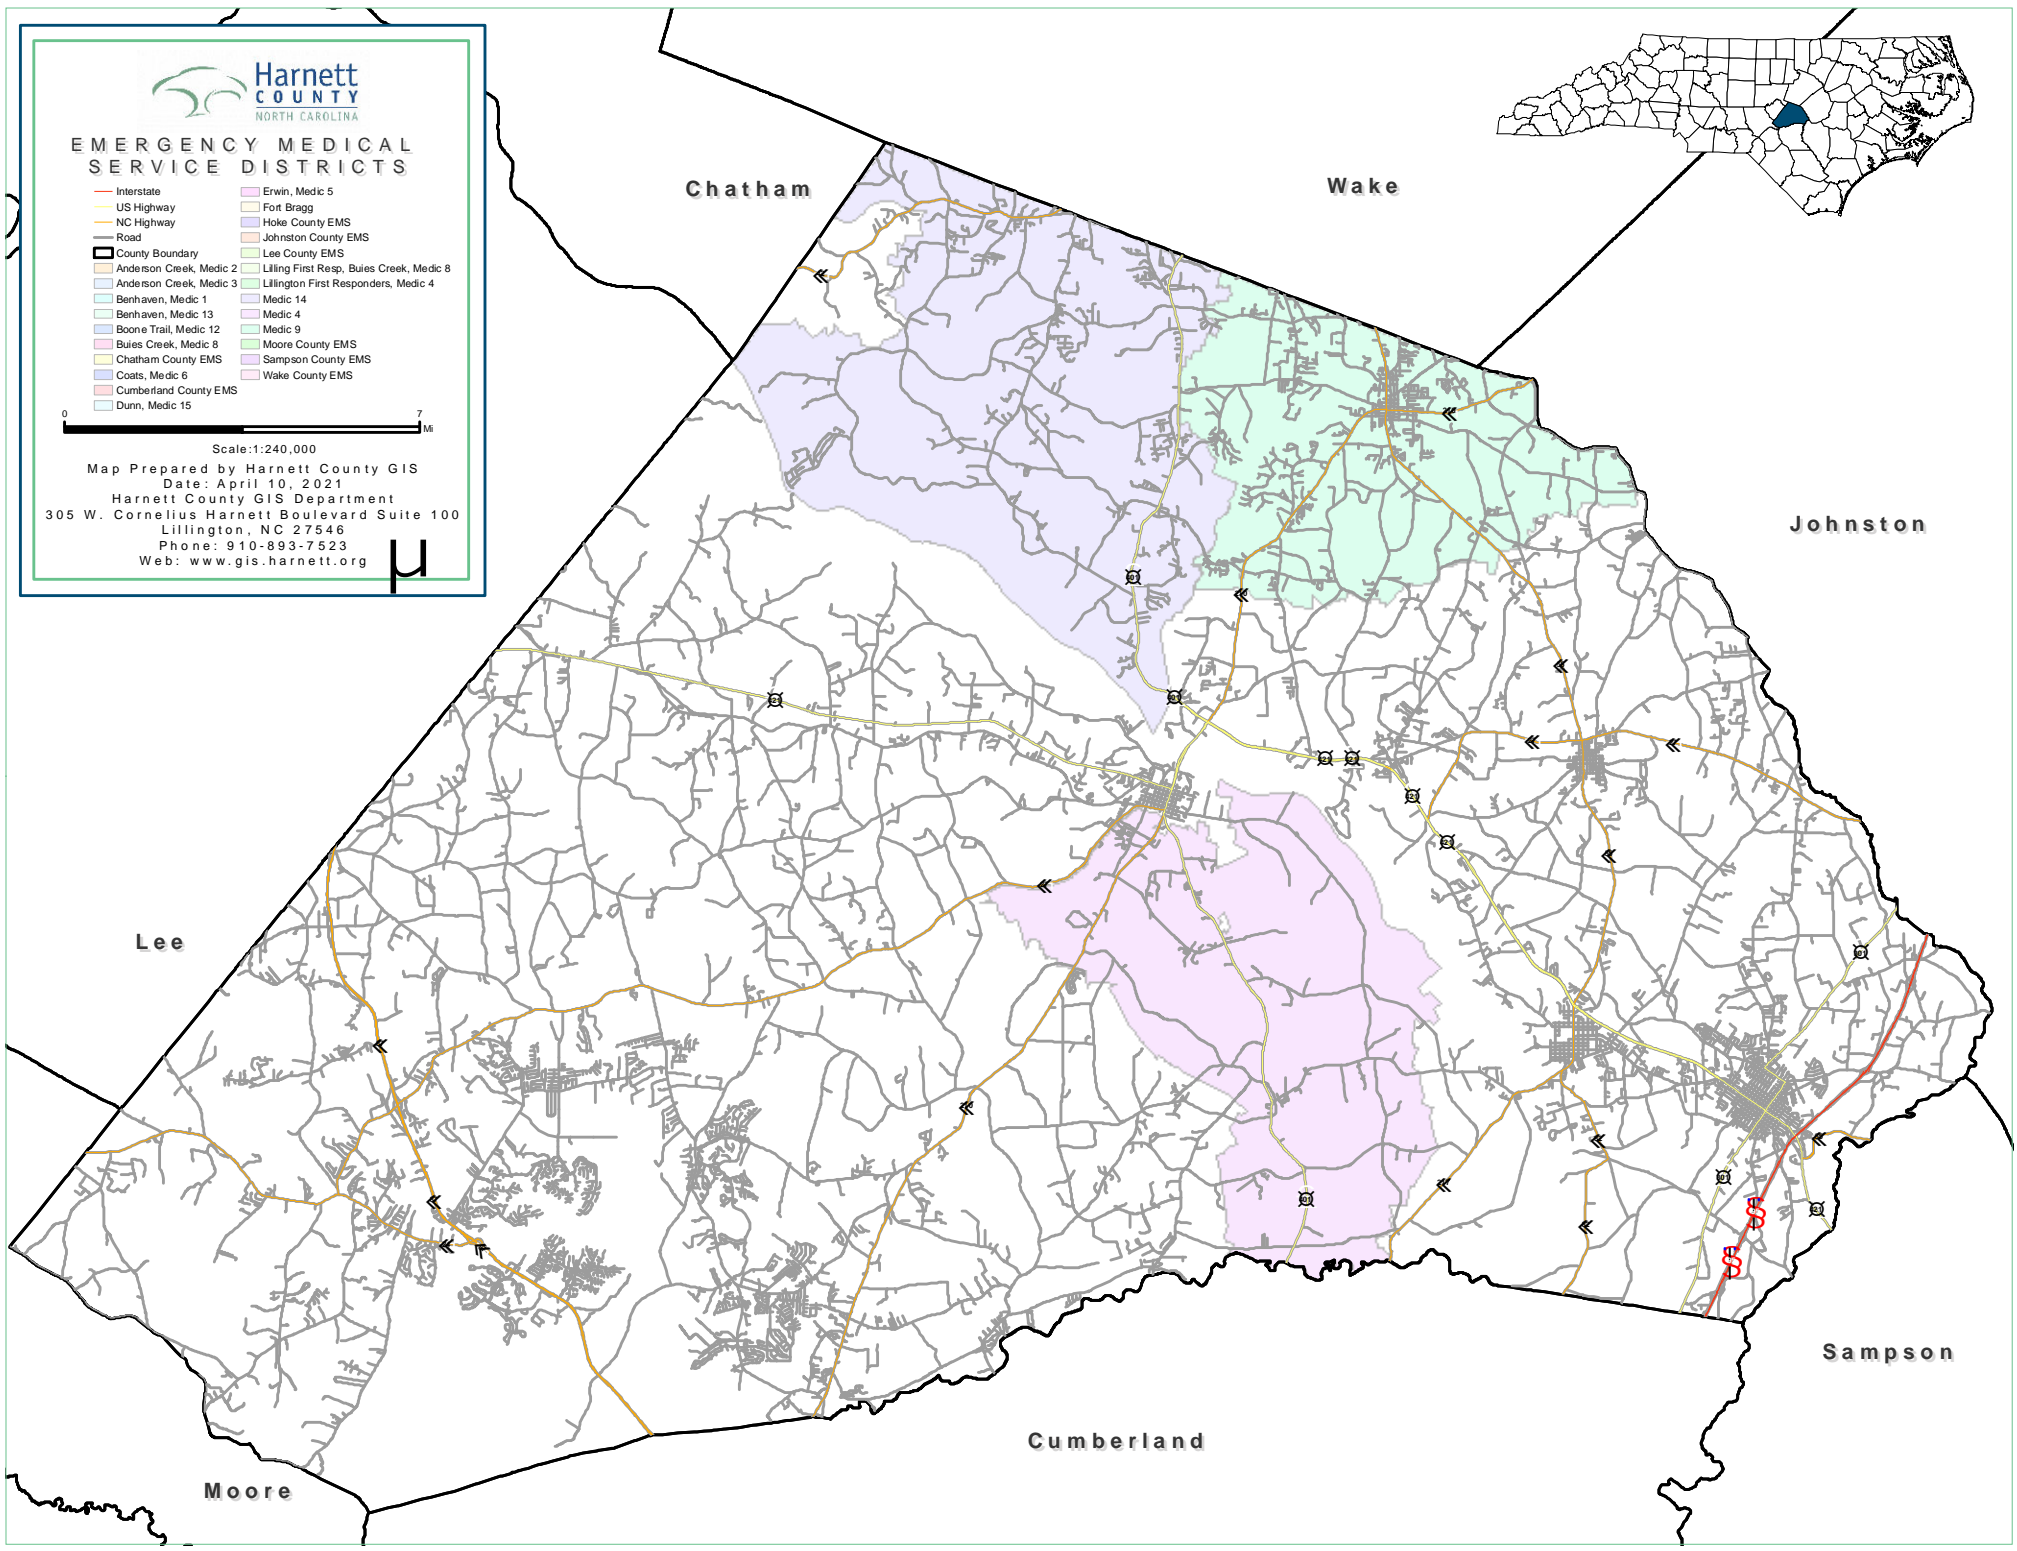 Harnett
COUNTY
NORTH CAROLINA
EMERGENCY MEDICAL
SERVICE DISTRICTS
Interstate
US Highway
NC Highway
Road
County Boundary
Anderson Creek, Medic 2
Anderson Creek, Medic 3
Benhaven, Medic 1
Benhaven, Medic 13
Boone Trail, Medic 12
Buies Creek, Medic 8
Chatham County EMS
Coats, Medic 6
Cumberland County EMS
Dunn, Medic 15
Erwin, Medic 5
Fort Bragg
Hoke County EMS
Johnston County EMS
Lee County EMS
Lilling First Resp, Buies Creek, Medic 8
Lillington First Responders, Medic 4
Medic 14
Medic 4
Medic 9
Moore County EMS
Sampson County EMS
Wake County EMS
0 7
Mi
Scale:1:240,000
Map Prepared by Harnett County GIS
Date: April 10, 2021
Harnett County GIS Department
305 W. Cornelius Harnett Boulevard Suite 100
Lillington, NC 27546
Phone: 910-893-7523
Web: www.gis.harnett.org
µ
Chatham
Wake
Johnston
Lee
Sampson
Cumberland
Moore